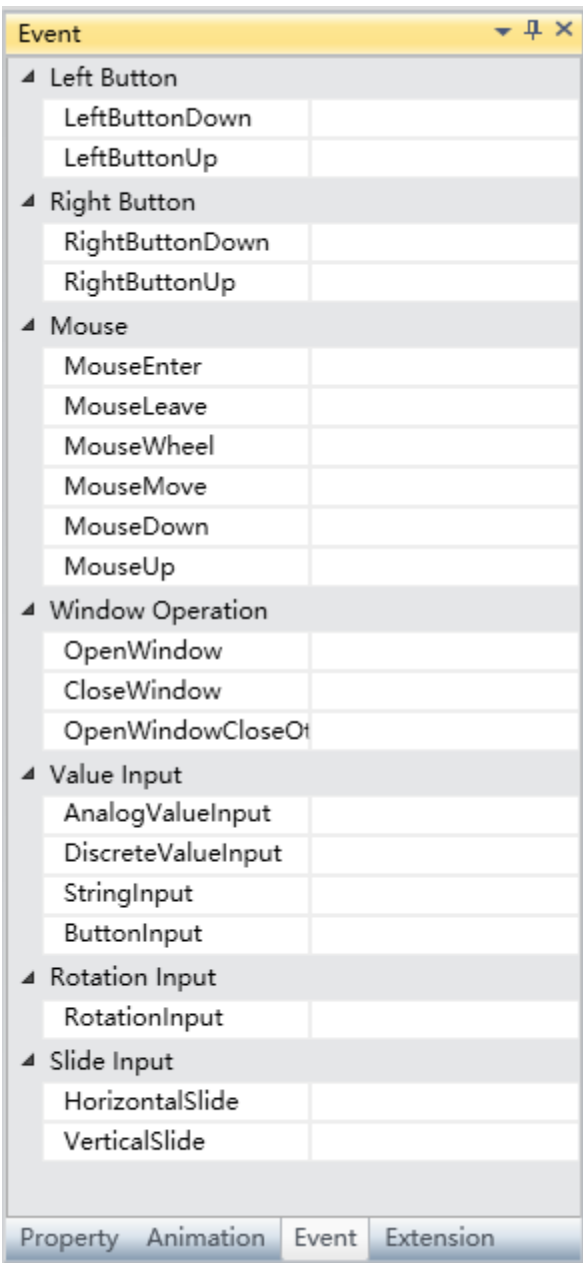 Event
Left Button
LeftButtonDown
LeftButtonUp
Right Button
RightButtonDown
RightButtonUp
Mouse
MouseEnter
MouseLeave
MouseWheel
MouseMove
MouseDown
MouseUp
Window Operation
OpenWindow
CloseWindow
OpenWindowCloseOt
Value Input
AnalogValueInput
DiscreteValueInput
StringInput
ButtonInput
Rotation Input
RotationInput
Slide Input
HorizontalSlide
VerticalSlide
Property Animation Event Extension